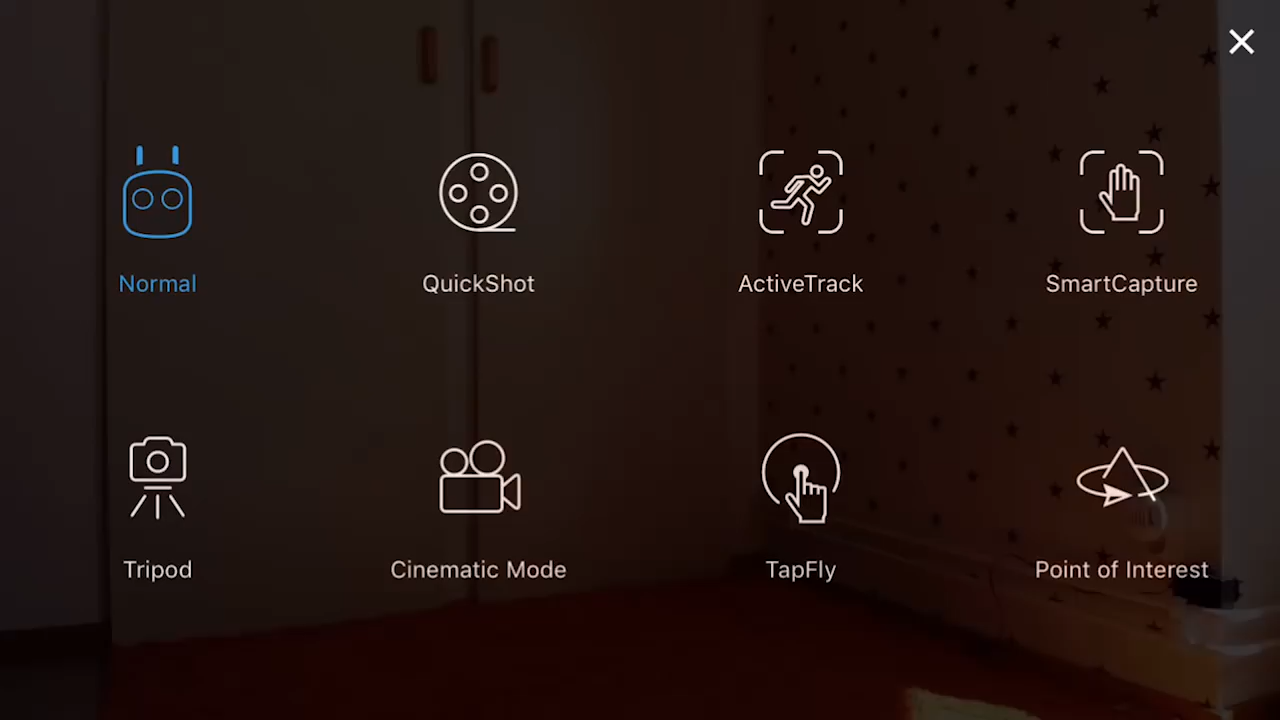 Normal
QuickShot
ActiveTrack
SmartCapture
Tripod
Cinematic Mode
TapFly
Point of Interest